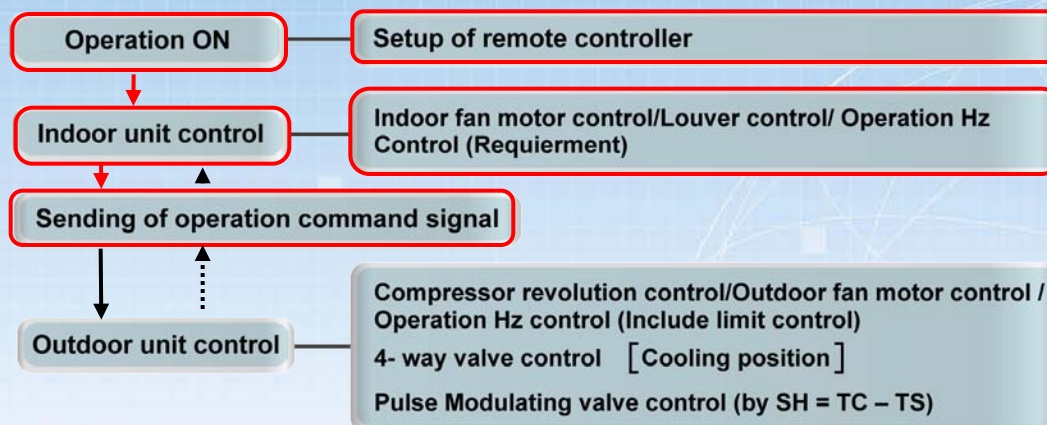 Operation ON
Setup of remote controller
Indoor unit control
Indoor fan motor control/Louver control/ Operation Hz
Control (Requierment)
Sending of operation command signal
Outdoor unit control
Compressor revolution control/Outdoor fan motor control /
Operation Hz control (Include limit control)
4- way valve control [Cooling position]
Pulse Modulating valve control (by SH = TC – TS)